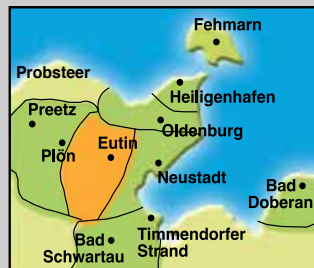 Fehmarn
Probsteer
Heiligenhafen
Preetz
Oldenburg
Plön
Eutin
Neustadt
Bad
Doberan
Timmendorfer
Strand
Bad
Schwartau